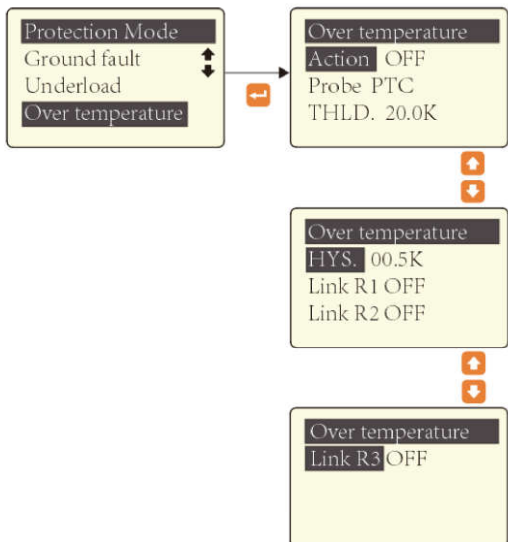 Protection Mode
Ground fault
Underload
Over temperature
Over temperature
Action OFF
Probe PTC
THLD. 20.0K
Over temperature
HYS. 00.5K
Link R1 OFF
Link R2 OFF
Over temperature
Link R3 OFF